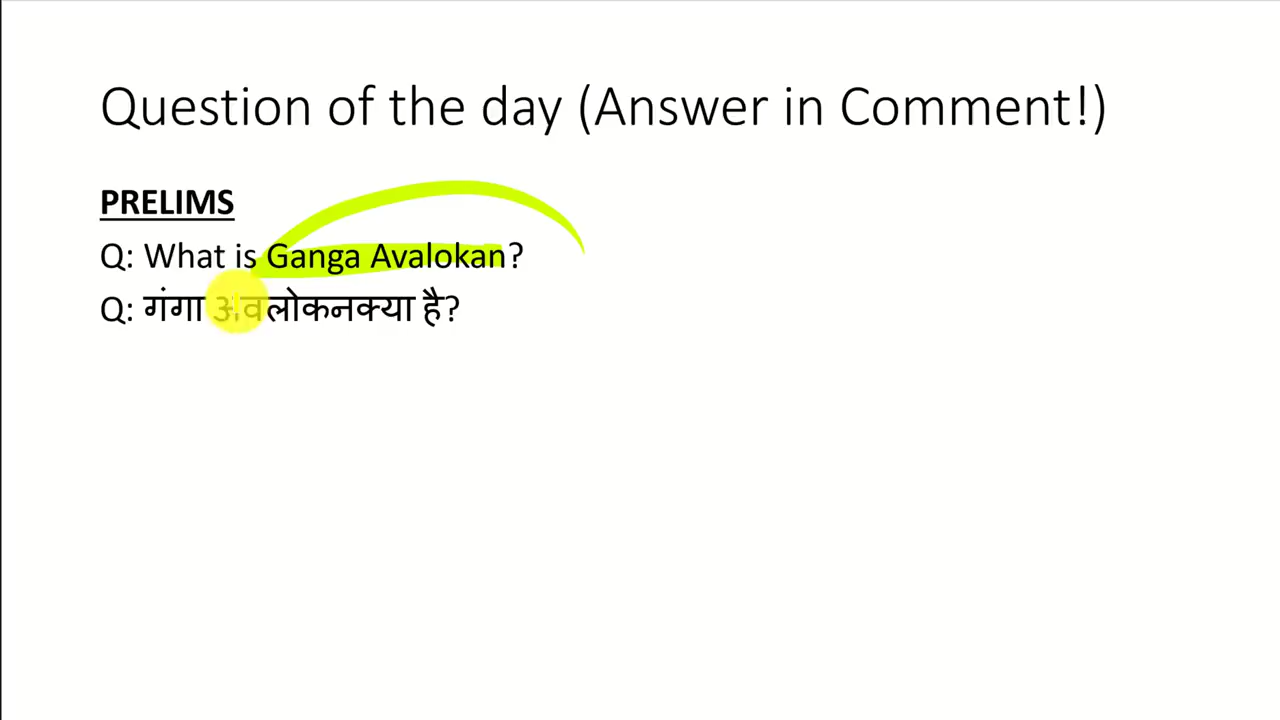 Question of the day (Answer in Comment!)
PRELIMS
Q: What is Ganga Avalokan?
Q: गंगा अवलोकनक्या है?